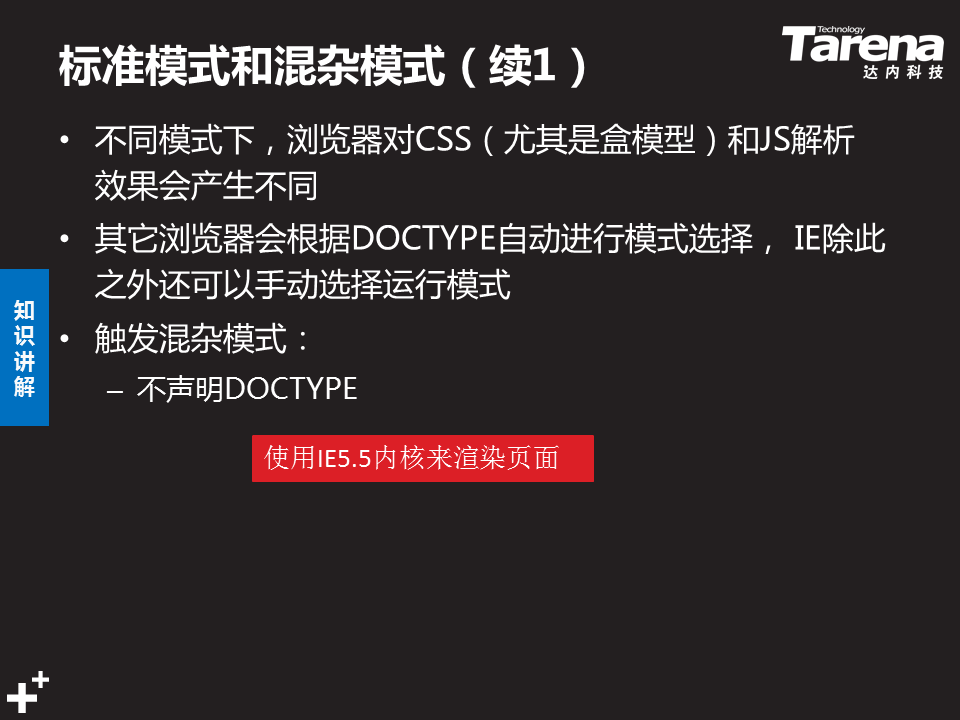 标准模式和混杂模式（续1）
Technology
Tarena
达内科技
• 不同模式下，浏览器对CSS（尤其是盒模型）和JS解析
效果会产生不同
• 其它浏览器会根据DOCTYPE自动进行模式选择， IE除此
之外还可以手动选择运行模式
• 触发混杂模式：
– 不声明DOCTYPE
使用IE5.5内核来渲染页面
知
识
讲
解